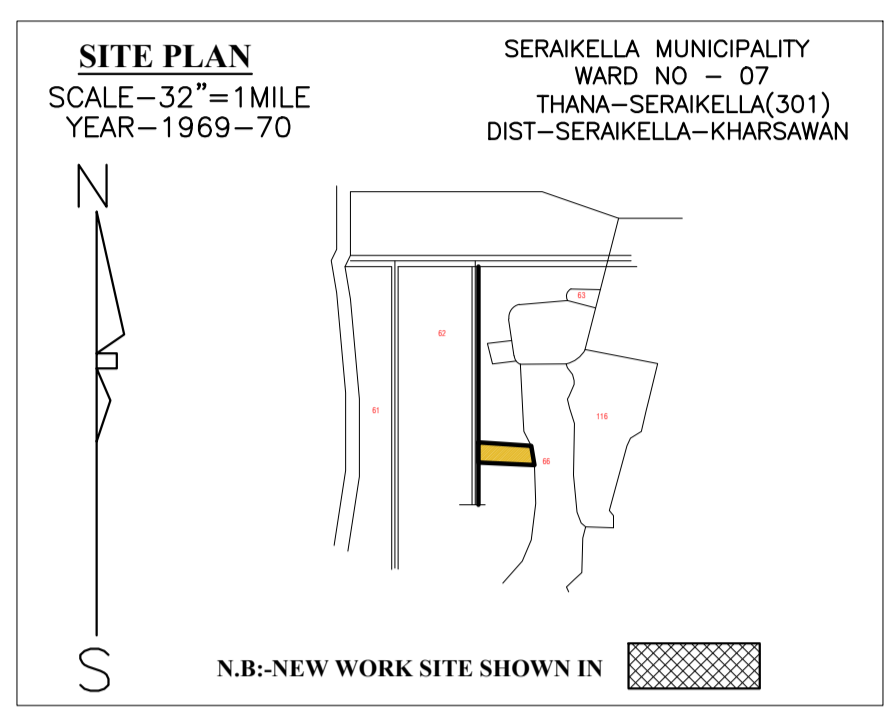 SITE PLAN
SCALE-32"=1MILE
YEAR-1969-70
SERAIKELLA MUNICIPALITY
WARD NO - 07
THANA-SERAIKELLA(301)
DIST-SERAIKELLA-KHARSAWAN
N
63
62
61
116
66
S
N.B:-NEW WORK SITE SHOWN IN